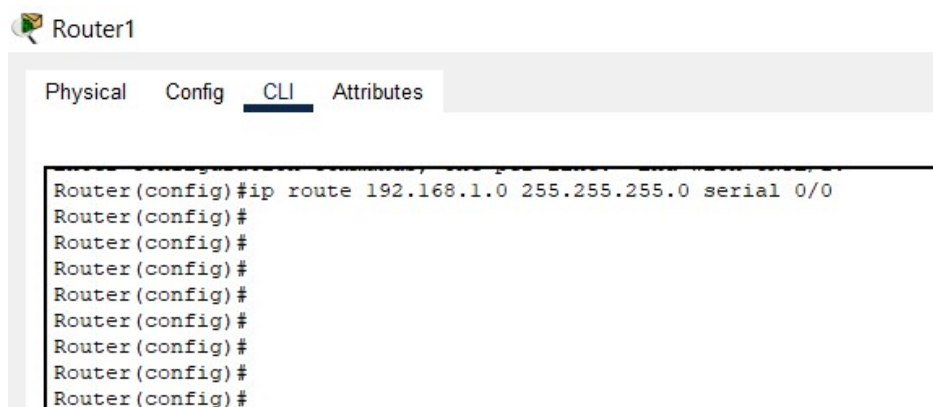 Router1
Physical Config CLI Attributes
Router(config)#ip route 192.168.1.0 255.255.255.0 serial 0/0
Router(config)#
Router(config)#
Router(config)#
Router(config)#
Router(config)#
Router(config)#
Router(config)#
Router(config)#